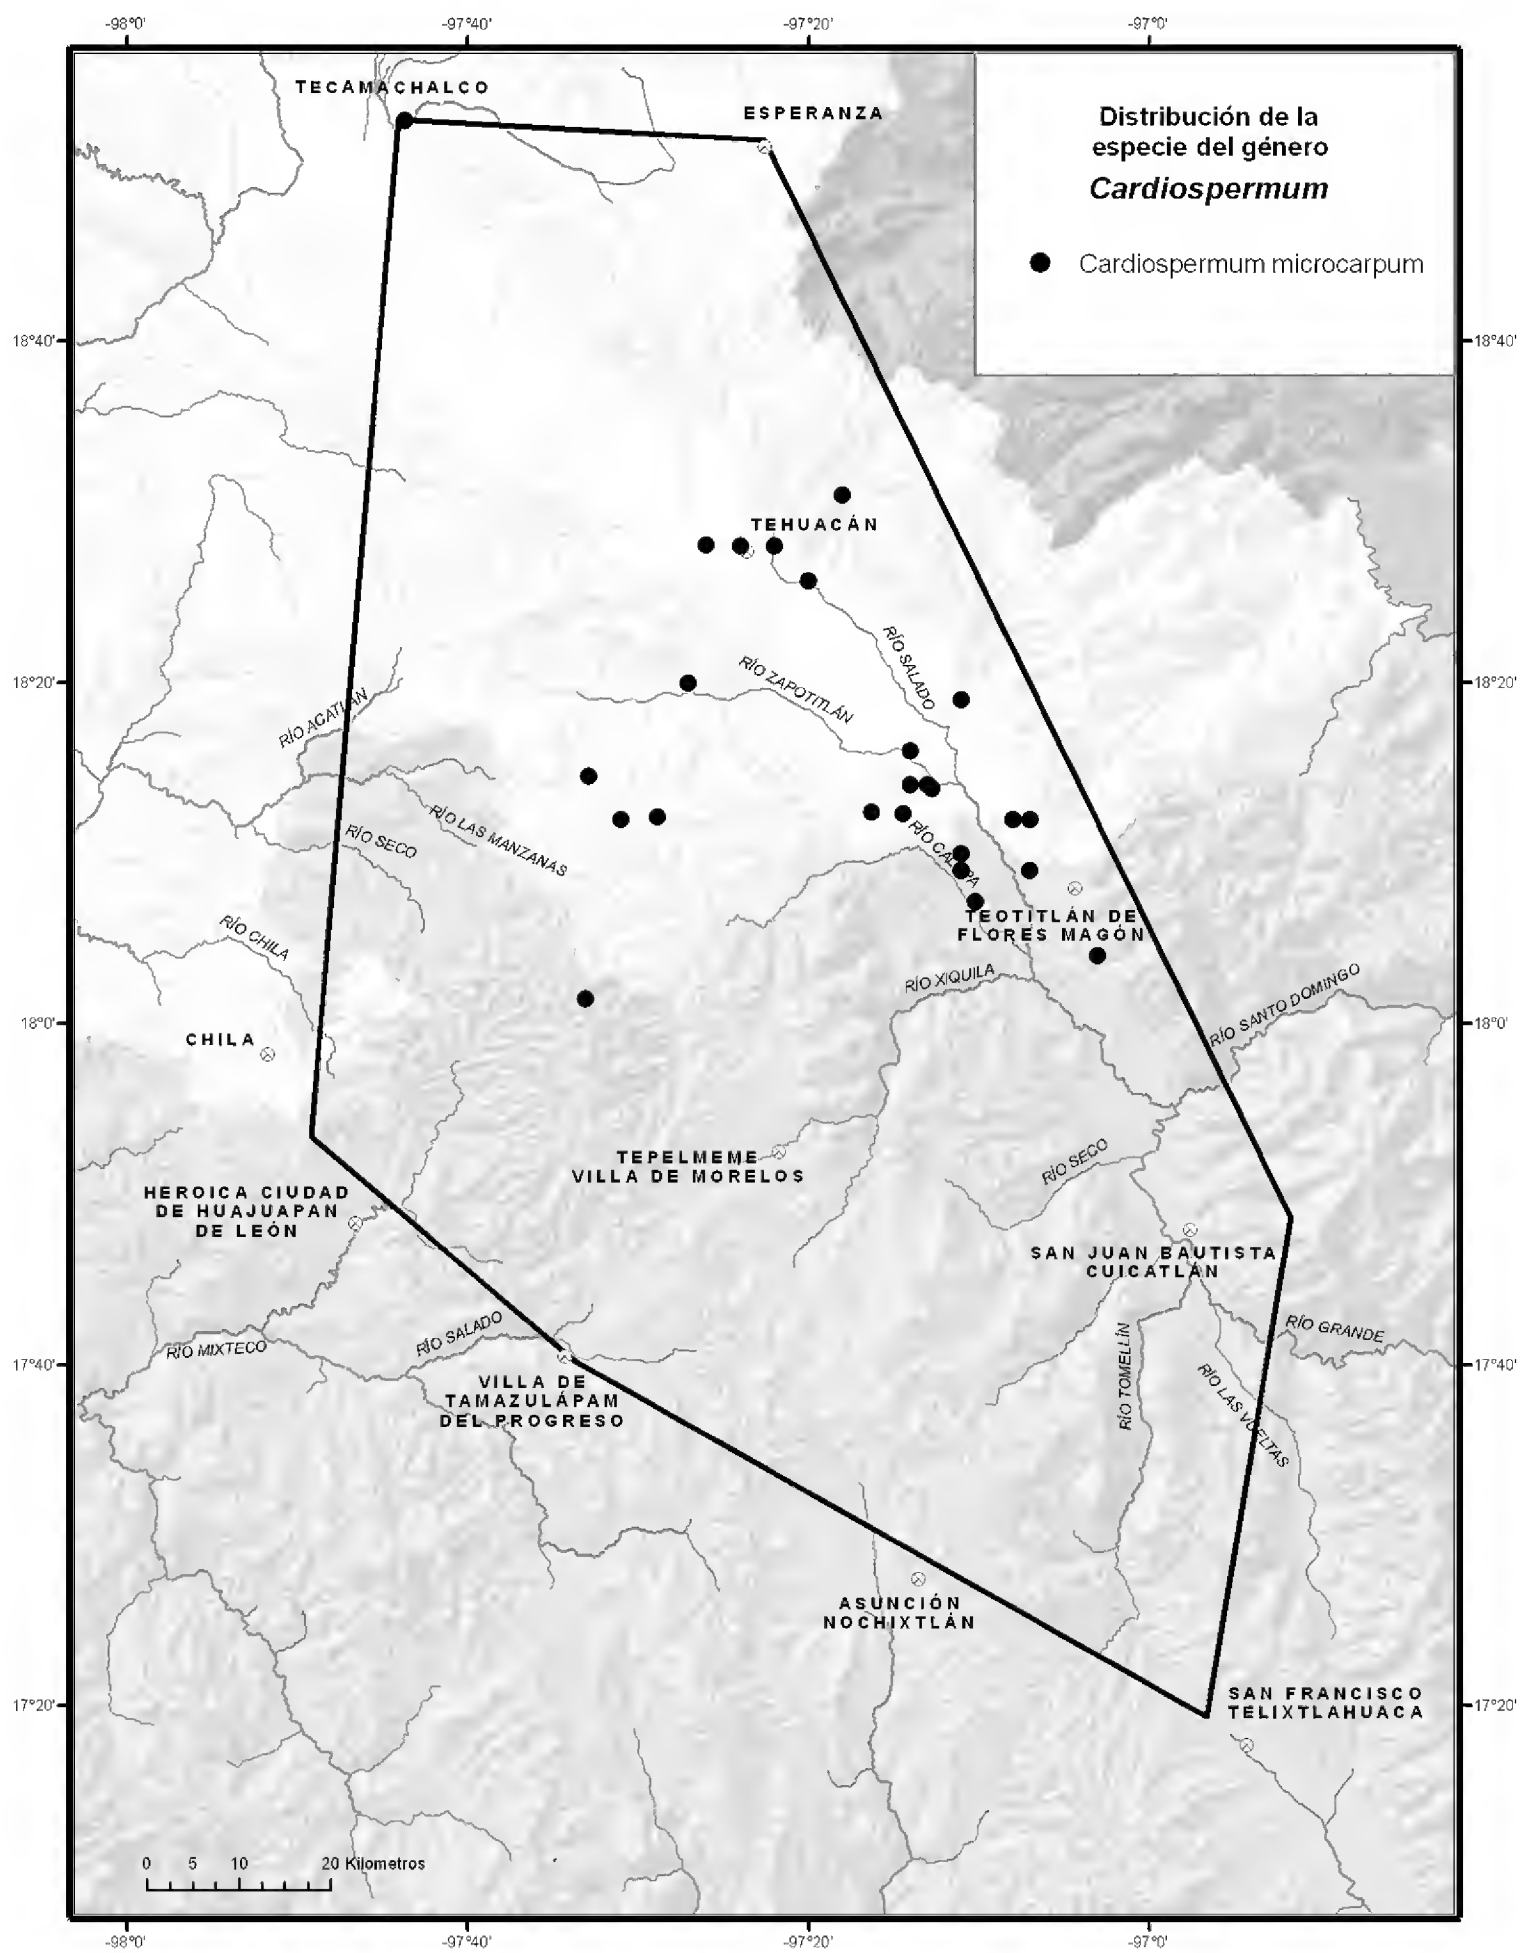 -98°0'
-97°40'
-97°20'
-97°0'
TECAMACHALCO
ESPERANZA
Distribución de la
especie del género
Cardiospermum
Cardiospermum microcarpum
18°40'
18°40'
TEHUACÁN
RÍO SALADO
18°20'
18°20'
RÍO ZAPOTITLÁN
RÍO ACATLÁN
RÍO LAS MANZANAS
RÍO SECO
RÍO CALAPA
TEOTITLÁN DE
FLORES MAGÓN
RÍO CHILA
RÍO XIQUILA
RÍO SANTO DOMINGO
18°0'
18°0'
CHILA
TEPELMEME
VILLA DE MORELOS
RÍO SECO
HEROICA CIUDAD
DE HUAJUAPAN
DE LEÓN
SAN JUAN BAUTISTA
CUICATLÁN
RÍO GRANDE
RÍO SALADO
RÍO MIXTECO
17°40'
17°40'
RÍO TOMELLÍN
RÍO LAS VUELTAS
VILLA DE
TAMAZULÁPAM
DEL PROGRESO
ASUNCIÓN
NOCHIXTLÁN
SAN FRANCISCO
TELIXTLAHUACA
17°20'
17°20'
0 5 10 20 Kilometros
-98°0'
-97°40'
-97°20'
-97°0'